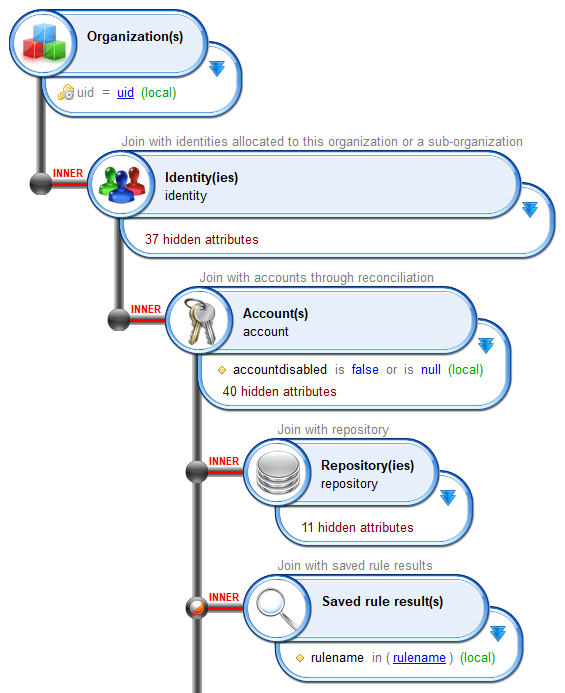 Organization(s)
uid = uid (local)
Join with identities allocated to this organization or a sub-organization
INNER
Identity(ies)
identity
37 hidden attributes
Join with accounts through reconciliation
INNER
Account(s)
account
accountdisabled is false or is null (local)
40 hidden attributes
Join with repository
INNER
Repository(ies)
repository
11 hidden attributes
Join with saved rule results
INNER
Saved rule result(s)
rulename in ( rulename ) (local)